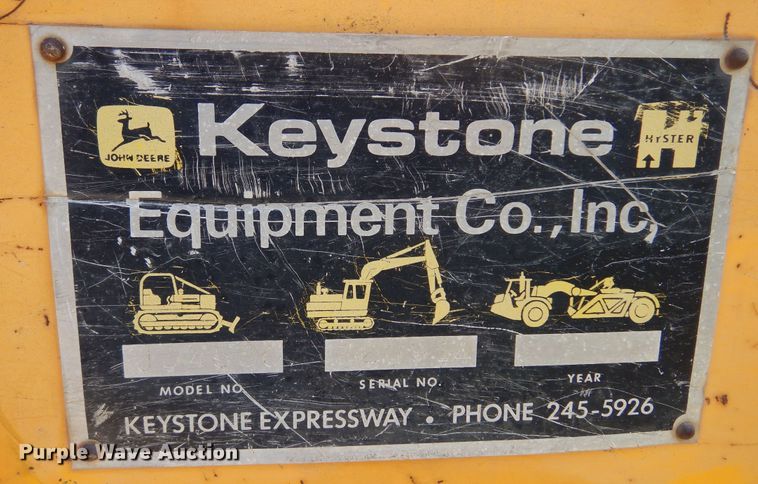 JOHN DEERE
Keystone
HYSTER
Equipment Co., Inc,
MODEL NO
SERIAL NO.
YEAR
KEYSTONE EXPRESSWAY . PHONE 245-5926
Purple Wave Auction